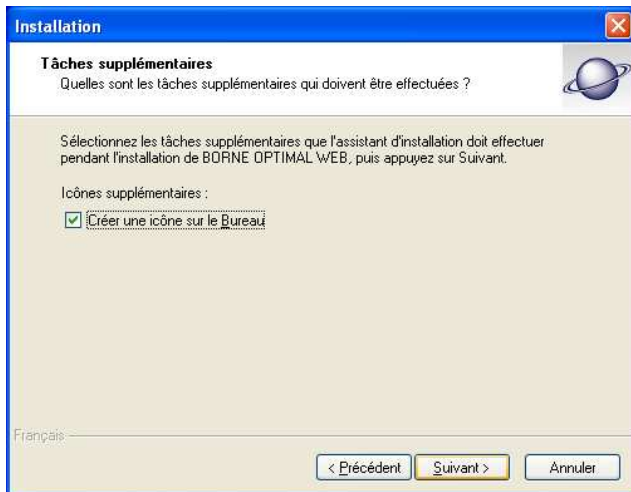 Installation
Tâches supplémentaires
Quelles sont les tâches supplémentaires qui doivent être effectuées ?
Sélectionnez les tâches supplémentaires que l'assistant d'installation doit effectuer
pendant l'installation de BORNE OPTIMAL WEB, puis appuyez sur Suivant.
Icônes supplémentaires :
Créer une icône sur le Bureau
Français
< Précédent Suivant > Annuler